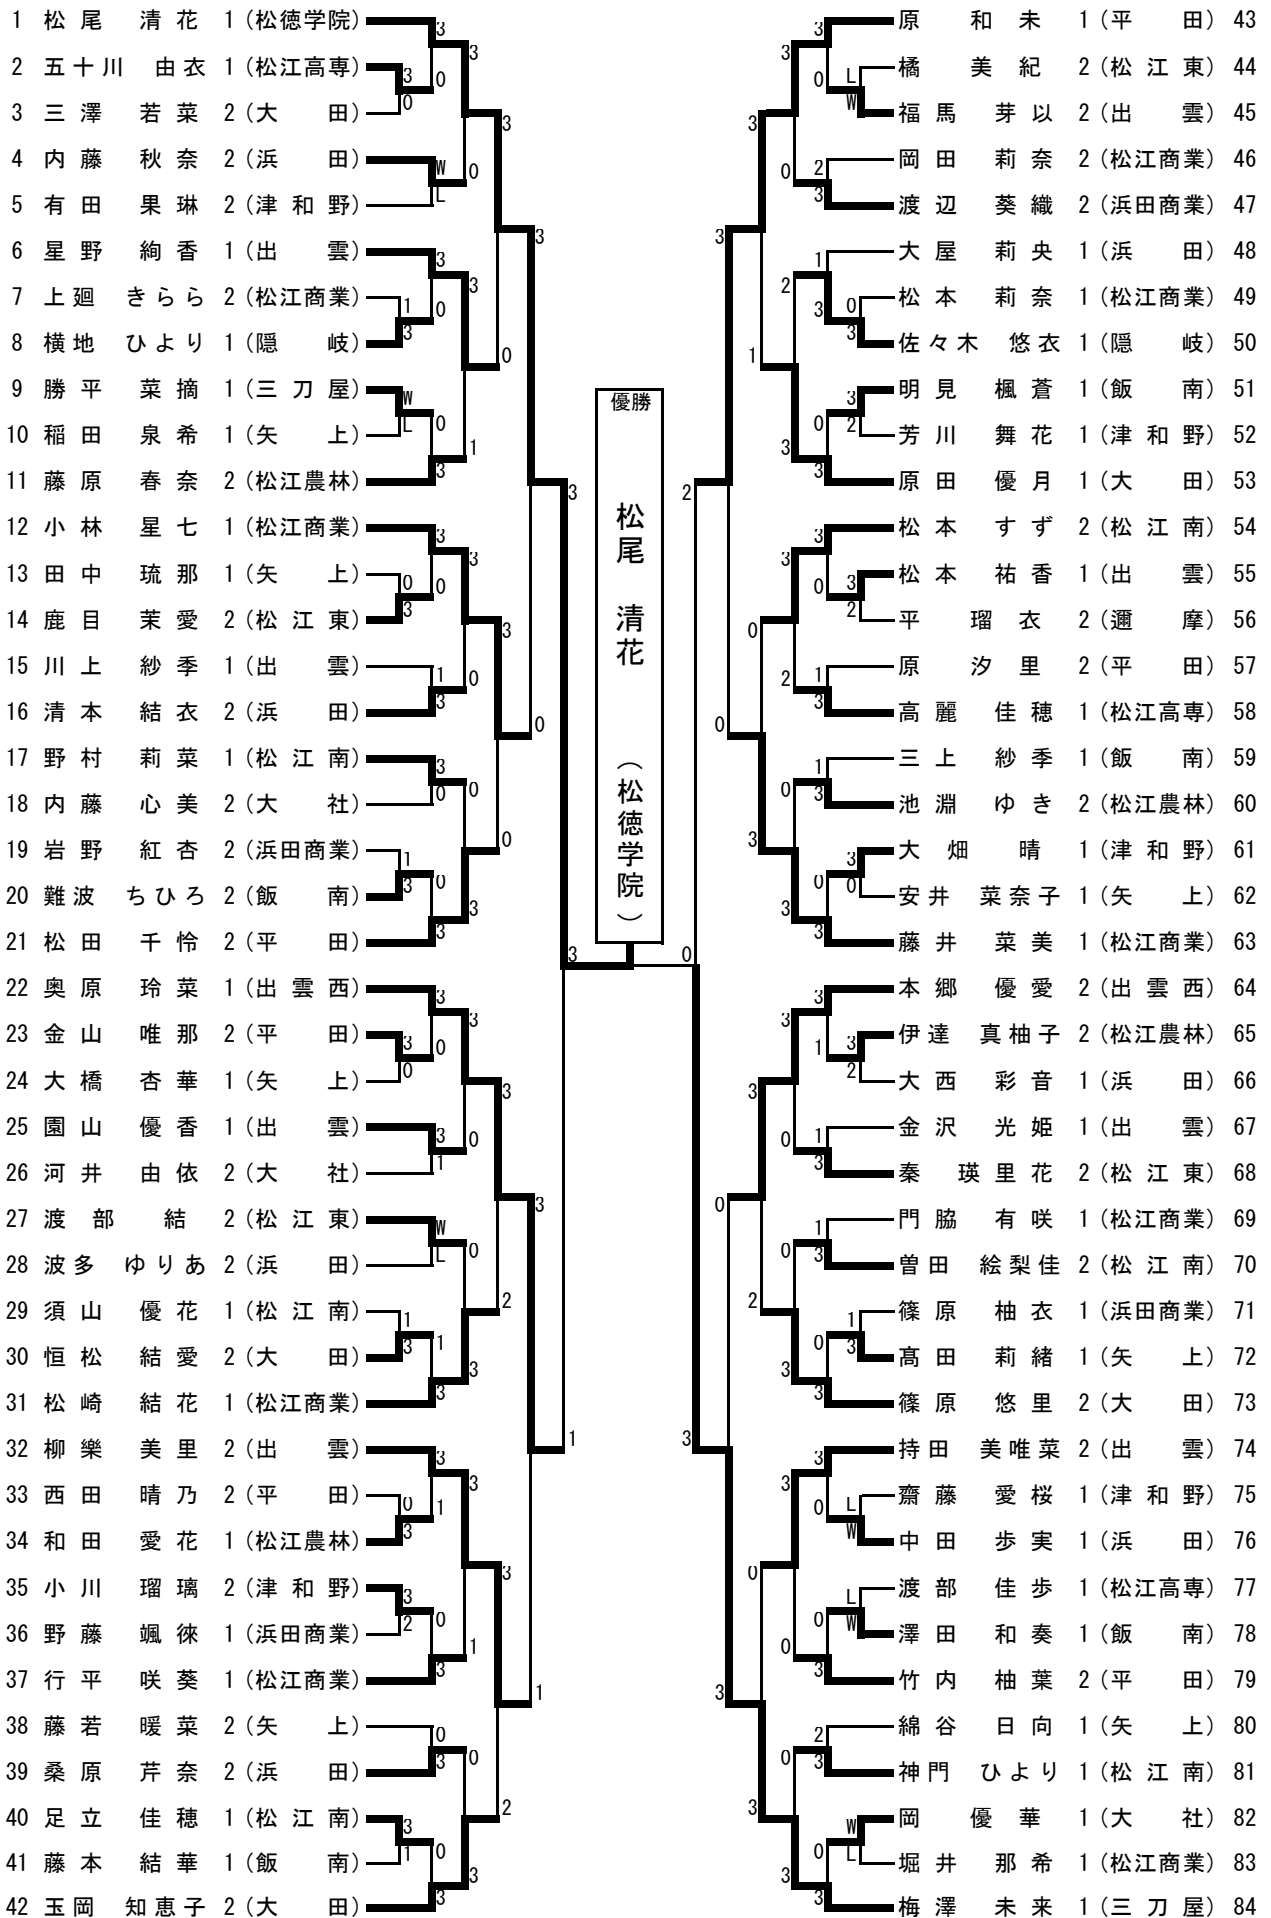 1 松尾 清花 1 (松徳学院)
2 五十川 由衣 1 (松江高専)
3 三澤 若菜 2 (大田)
4 内藤 秋奈 2 (浜田)
5 有田 果琳 2 (津和野)
6 星野 絢香 1 (出雲)
7 上廻 きらら 2 (松江商業)
8 横地 ひより 1 (隠岐)
9 勝平 菜摘 1 (三刀屋)
10 稲田 泉希 1 (矢上)
11 藤原 春奈 2 (松江農林)
12 小林 星七 1 (松江商業)
13 田中 琉那 1 (矢上)
14 鹿目 茉愛 2 (松江東)
15 川上 紗季 1 (出雲)
16 清本 結衣 2 (浜田)
17 野村 莉菜 1 (松江南)
18 内藤 心美 2 (大社)
19 岩野 紅杏 2 (浜田商業)
20 難波 ちひろ 2 (飯南)
21 松田 千怜 2 (平田)
22 奥原 玲菜 1 (出雲西)
23 金山 唯那 2 (平田)
24 大橋 杏華 1 (矢上)
25 園山 優香 1 (出雲)
26 河井 由依 2 (大社)
27 渡部 結 2 (松江東)
28 波多 ゆりあ 2 (浜田)
29 須山 優花 1 (松江南)
30 恒松 結愛 2 (大田)
31 松崎 結花 1 (松江商業)
32 柳樂 美里 2 (出雲)
33 西田 晴乃 2 (平田)
34 和田 愛花 1 (松江農林)
35 小川 瑠璃 2 (津和野)
36 野藤 颯徠 1 (浜田商業)
37 行平 咲葵 1 (松江商業)
38 藤若 暖菜 2 (矢上)
39 桑原 芹奈 2 (浜田)
40 足立 佳穂 1 (松江南)
41 藤本 結華 1 (飯南)
42 玉岡 知恵子 2 (大田)
優勝
松尾 清花 (松徳学院)
原 和未 1 (平田) 43
橘 美紀 2 (松江東) 44
福馬 芽以 2 (出雲) 45
岡田 莉奈 2 (松江商業) 46
渡辺 葵織 2 (浜田商業) 47
大屋 莉央 1 (浜田) 48
松本 莉奈 1 (松江商業) 49
佐々木 悠衣 1 (隠岐) 50
明見 楓蒼 1 (飯南) 51
芳川 舞花 1 (津和野) 52
原田 優月 1 (大田) 53
松本 すず 2 (松江南) 54
松本 祐香 1 (出雲) 55
平 瑠衣 2 (邇摩) 56
原 汐里 2 (平田) 57
高麗 佳穂 1 (松江高専) 58
三上 紗季 1 (飯南) 59
池淵 ゆき 2 (松江農林) 60
大畑 晴 1 (津和野) 61
安井 菜奈子 1 (矢上) 62
藤井 菜美 1 (松江商業) 63
本郷 優愛 2 (出雲西) 64
伊達 真柚子 2 (松江農林) 65
大西 彩音 1 (浜田) 66
金沢 光姫 1 (出雲) 67
秦 瑛里花 2 (松江東) 68
門脇 有咲 1 (松江商業) 69
曽田 絵梨佳 2 (松江南) 70
篠原 柚衣 1 (浜田商業) 71
髙田 莉緒 1 (矢上) 72
篠原 悠里 2 (大田) 73
持田 美唯菜 2 (出雲) 74
齋藤 愛桜 1 (津和野) 75
中田 歩実 1 (浜田) 76
渡部 佳歩 1 (松江高専) 77
澤田 和奏 1 (飯南) 78
竹内 柚葉 2 (平田) 79
綿谷 日向 1 (矢上) 80
神門 ひより 1 (松江南) 81
岡 優華 1 (大社) 82
堀井 那希 1 (松江商業) 83
梅澤 未来 1 (三刀屋) 84